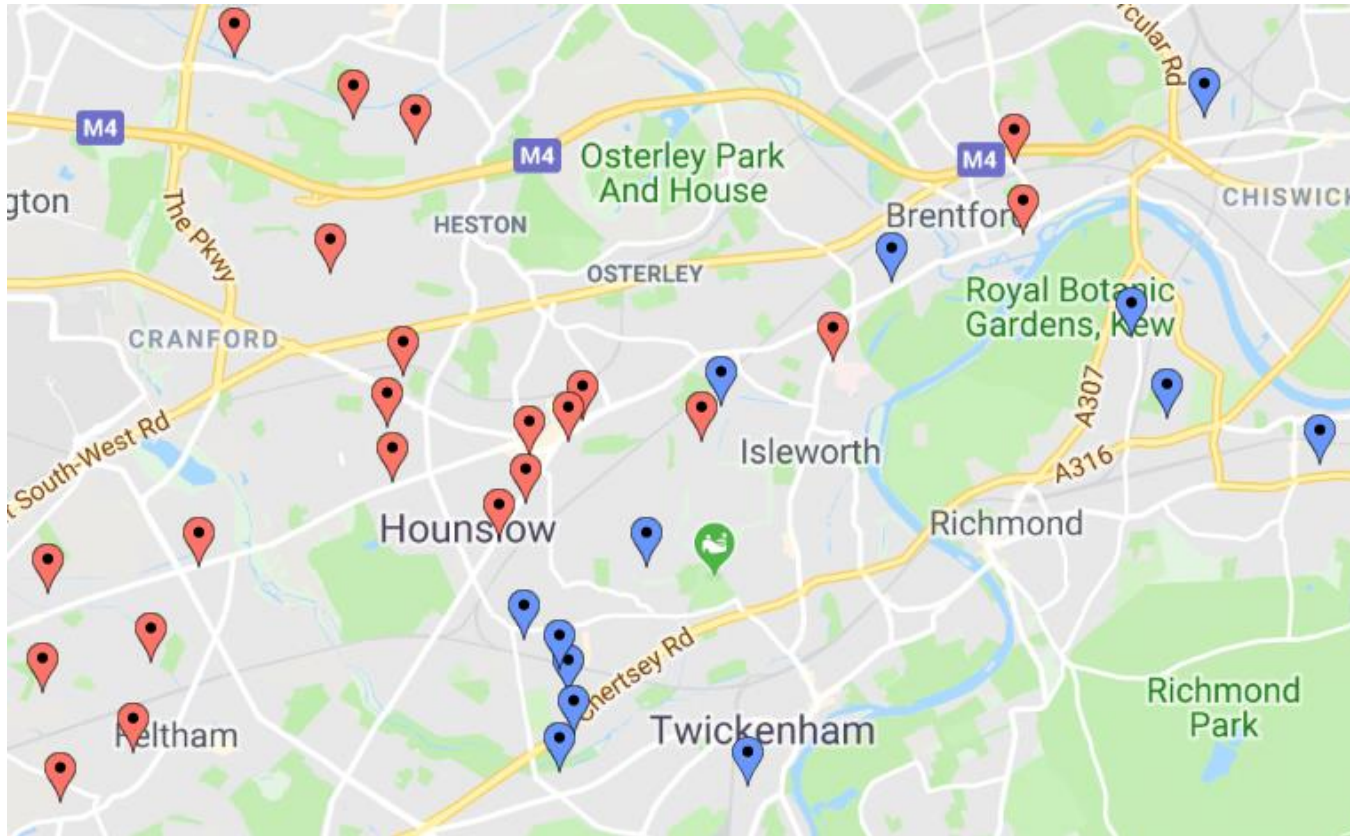 rcular Rd
M4
M4
Osterley Park
And House
M4
CHISWICK
gton
The Pkwy
HESTON
Brentford
OSTERLEY
Royal Botanic
Gardens, Kew
CRANFORD
A307
South-West Rd
Isleworth
A316
Hounslow
Richmond
Chertsey Rd
Richmond
Park
Feltham
Twickenham